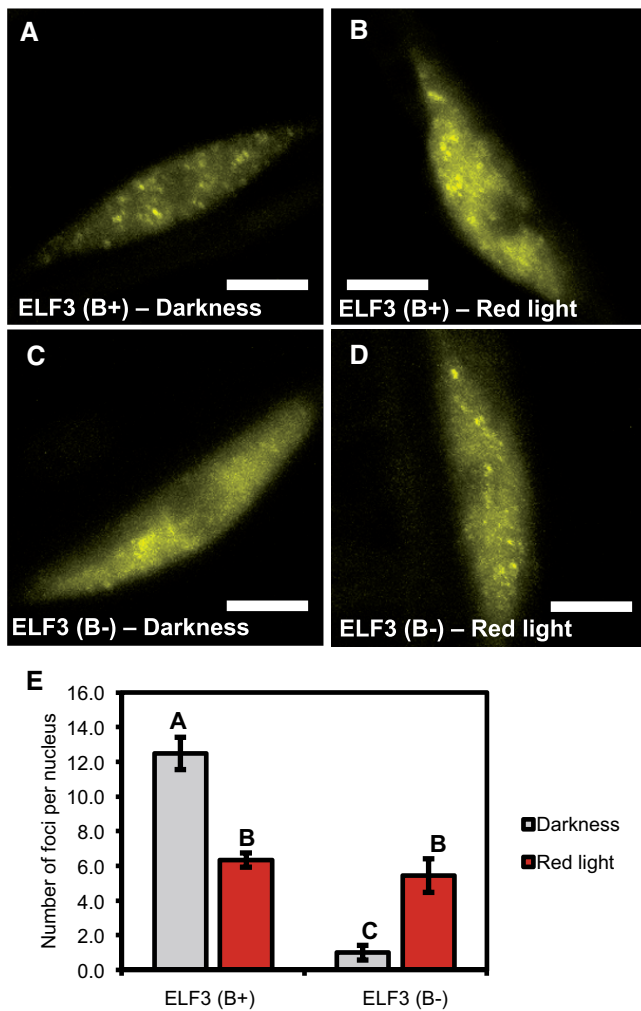 A
ELF3 (B+) – Darkness
B
ELF3 (B+) – Red light
C
ELF3 (B-) – Darkness
D
ELF3 (B-) – Red light
E
Number of foci per nucleus
16.0
14.0
12.0
10.0
8.0
6.0
4.0
2.0
0.0
A
B
C
B
ELF3 (B+)
ELF3 (B-)
Darkness
Red light